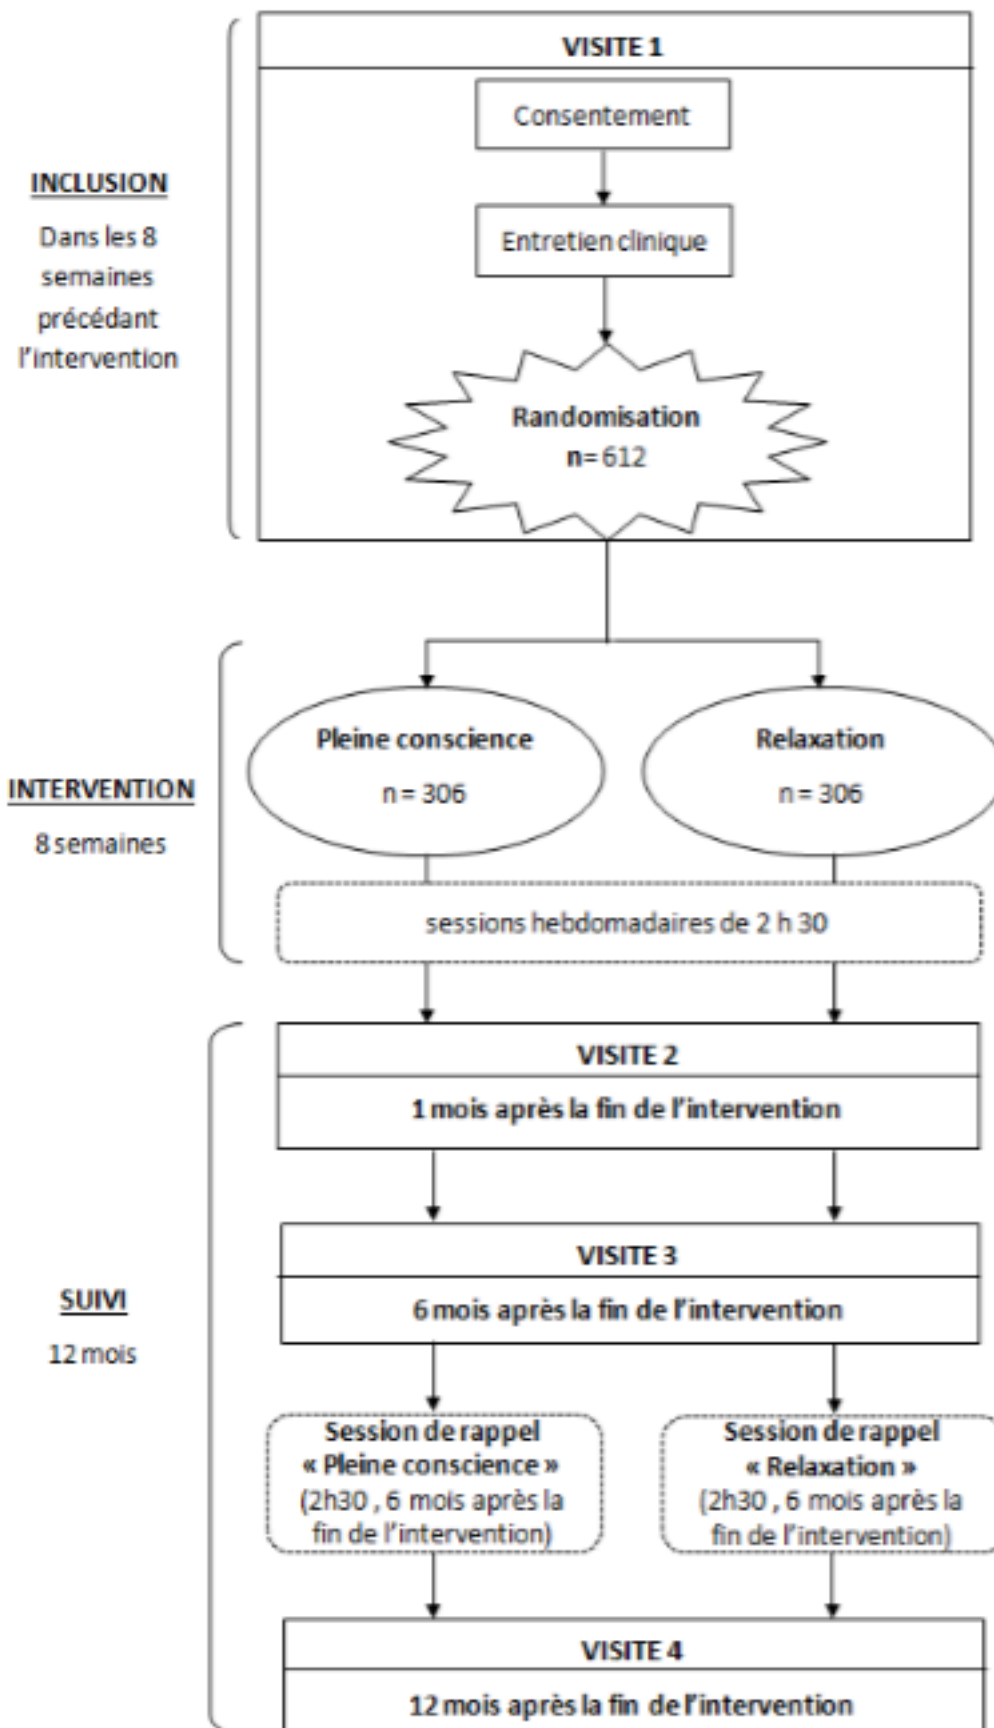 VISITE 1
Consentement
INCLUSION
Dans les 8
semaines
précédant
l'intervention
Entretien clinique
Randomisation
n= 612
Pleine conscience
n= 306
Relaxation
n= 306
INTERVENTION
8 semaines
sessions hebdomadaires de 2 h 30
VISITE 2
1 mois après la fin de l'intervention
VISITE 3
6 mois après la fin de l'intervention
SUIVI
12 mois
Session de rappel
« Pleine conscience »
(2h30 , 6 mois après la
fin de l'intervention)
Session de rappel
« Relaxation »
(2h30 , 6 mois après la
fin de l'intervention)
VISITE 4
12 mois après la fin de l'intervention